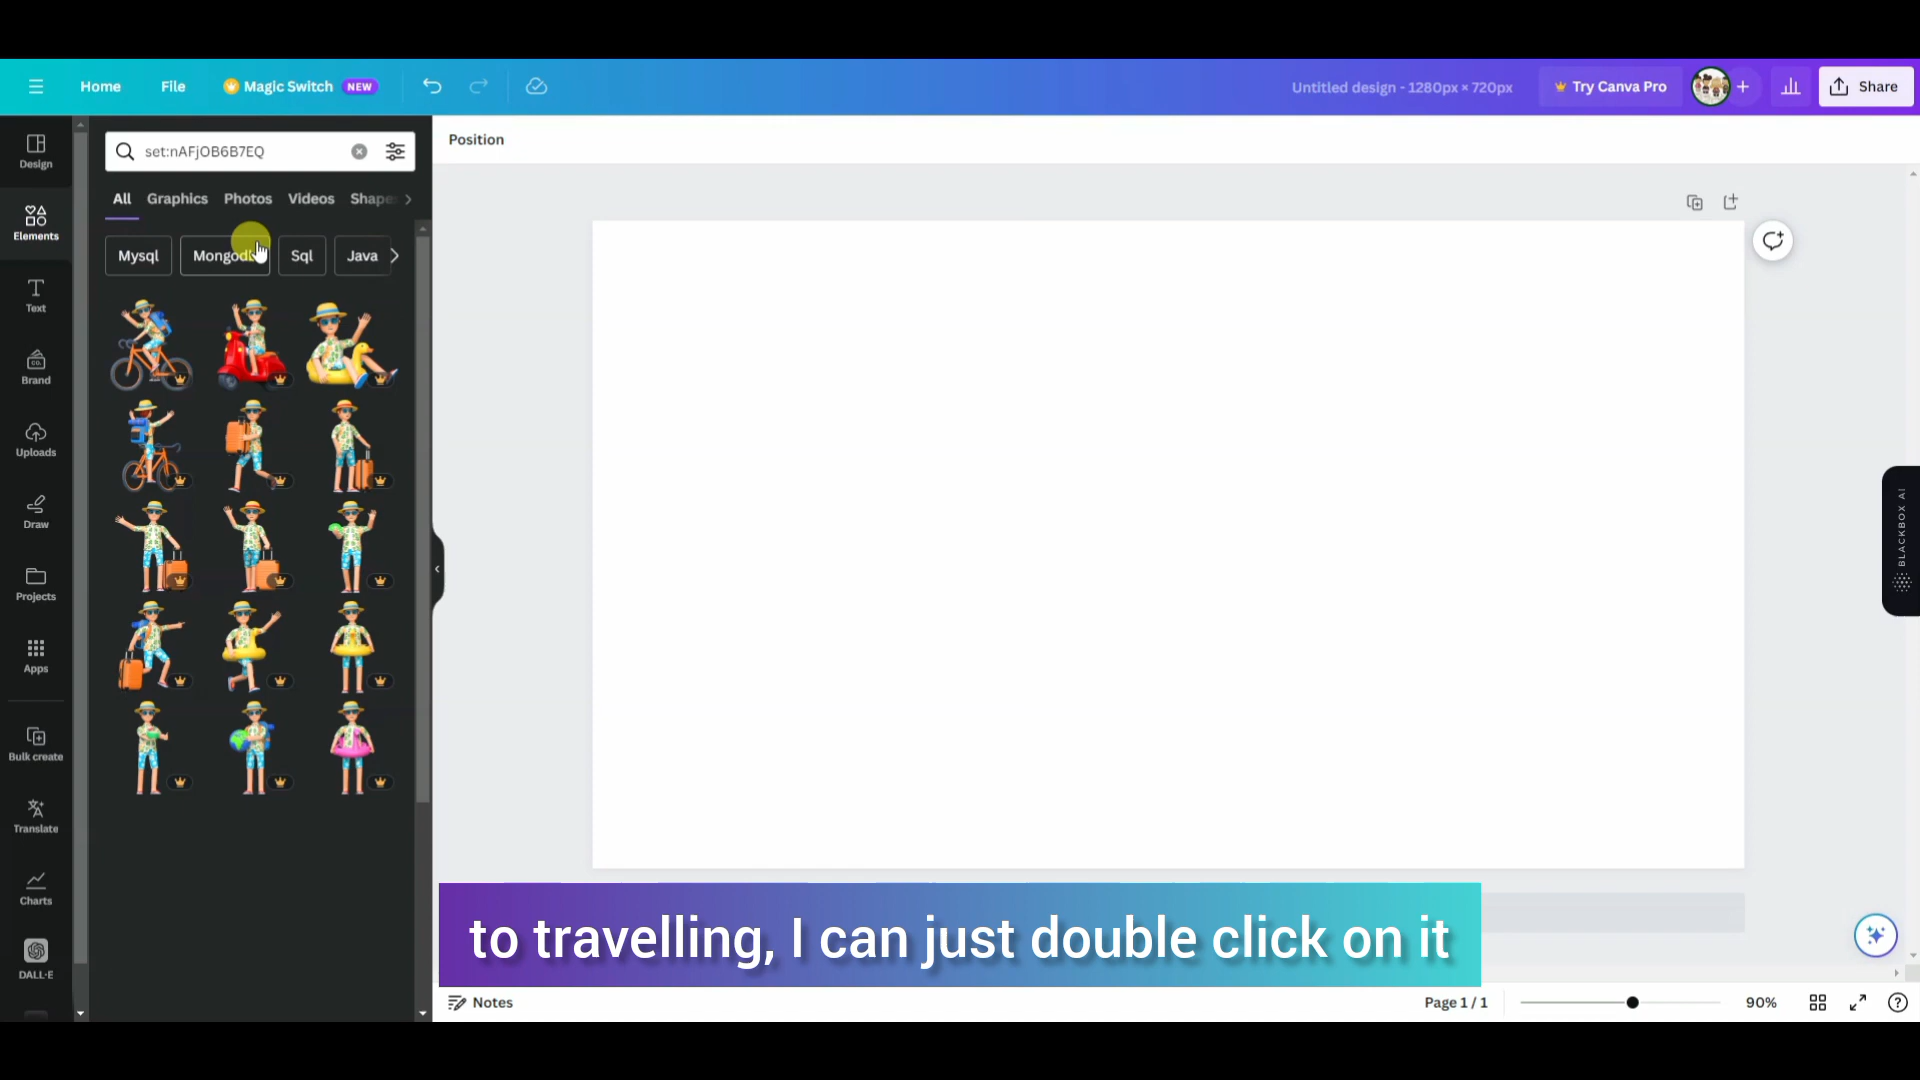 Home
File
Magic Switch
NEW
Untitled design - 1280px × 720px
Try Canva Pro
Share
Design
Elements
Text
Brand
Uploads
Draw
Projects
Apps
Bulk create
Translate
Charts
DALL·E
set:nAFjOB6B7EQ
All
Graphics
Photos
Videos
Shape
Mysql
Sql
Java
Position
CO.
BLACKBOX AI
to travelling, I can just double click on it
Notes
Page 1 / 1
90%